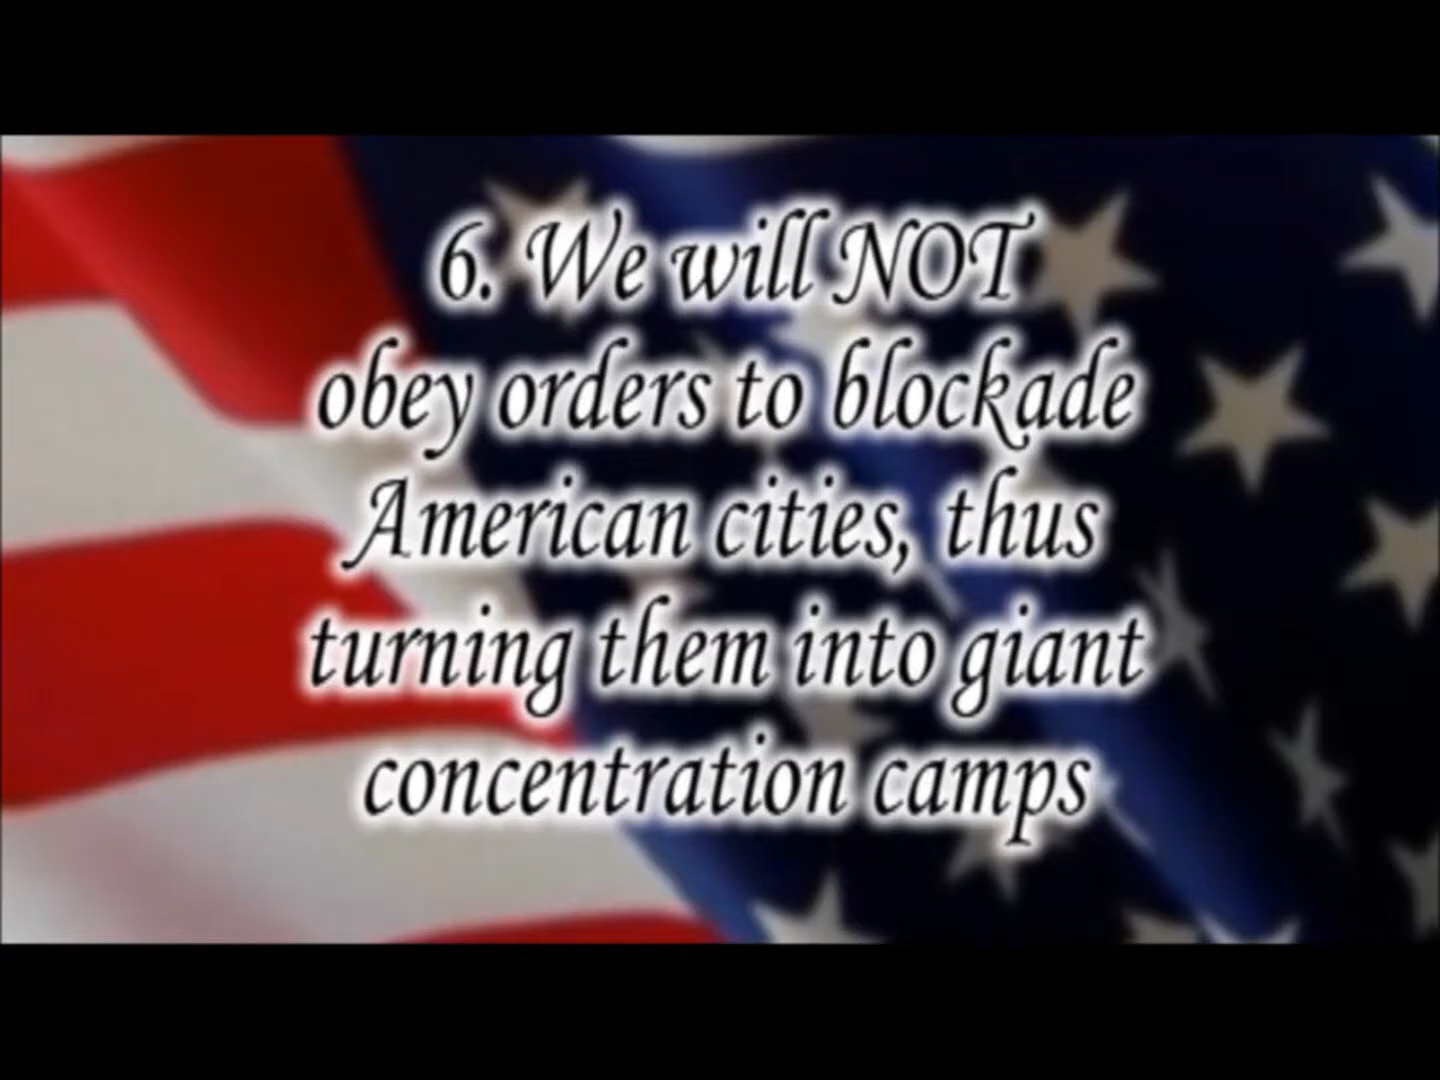 6. We will NOT
obey orders to blockade
American cities, thus
turning them into giant
concentration camps